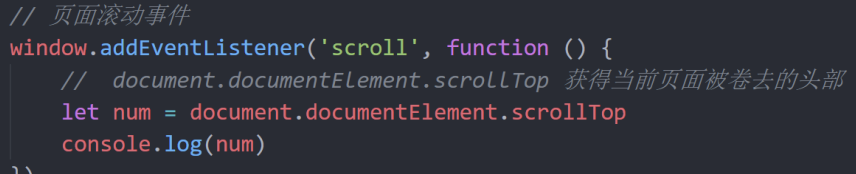 // 页面滚动事件
window.addEventListener('scroll', function () {
//  document.documentElement.scrollTop 获得当前页面被卷去的头部
let num = document.documentElement.scrollTop
console.log(num)
})